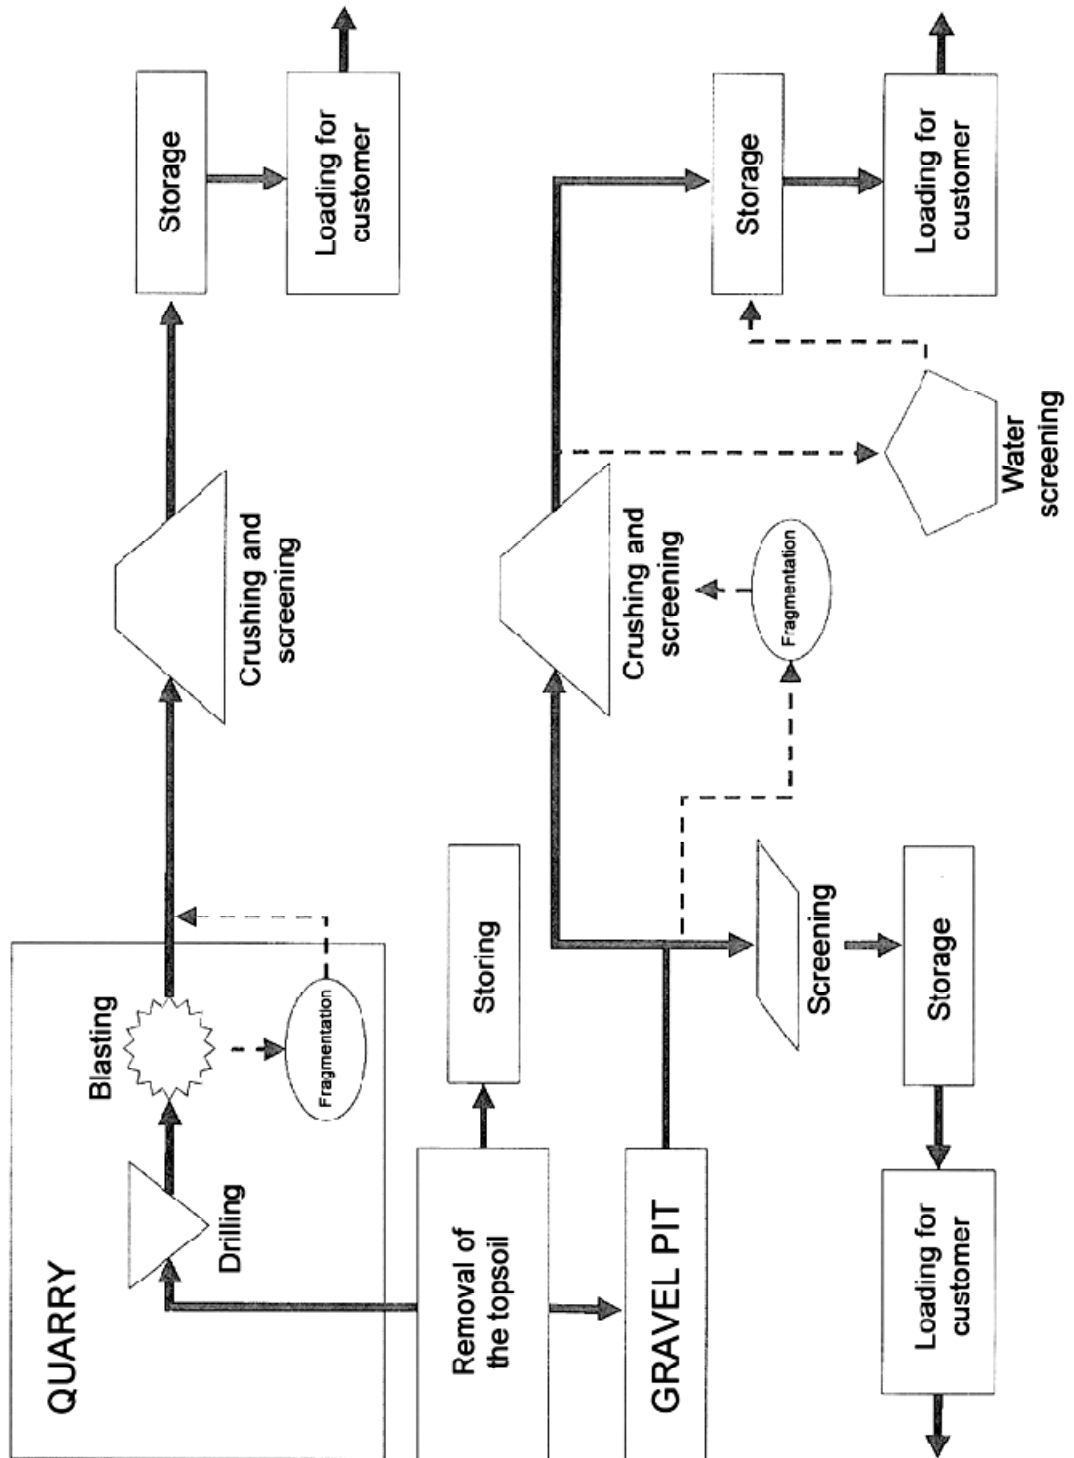 QUARRY
Drilling
Blasting
Fragmentation
Crushing and
screening
Storage
Loading for
customer
Removal of
the topsoil
Storing
GRAVEL PIT
Crushing and
screening
Fragmentation
Storage
Loading for
customer
Screening
Water
screening
Storage
Loading for
customer